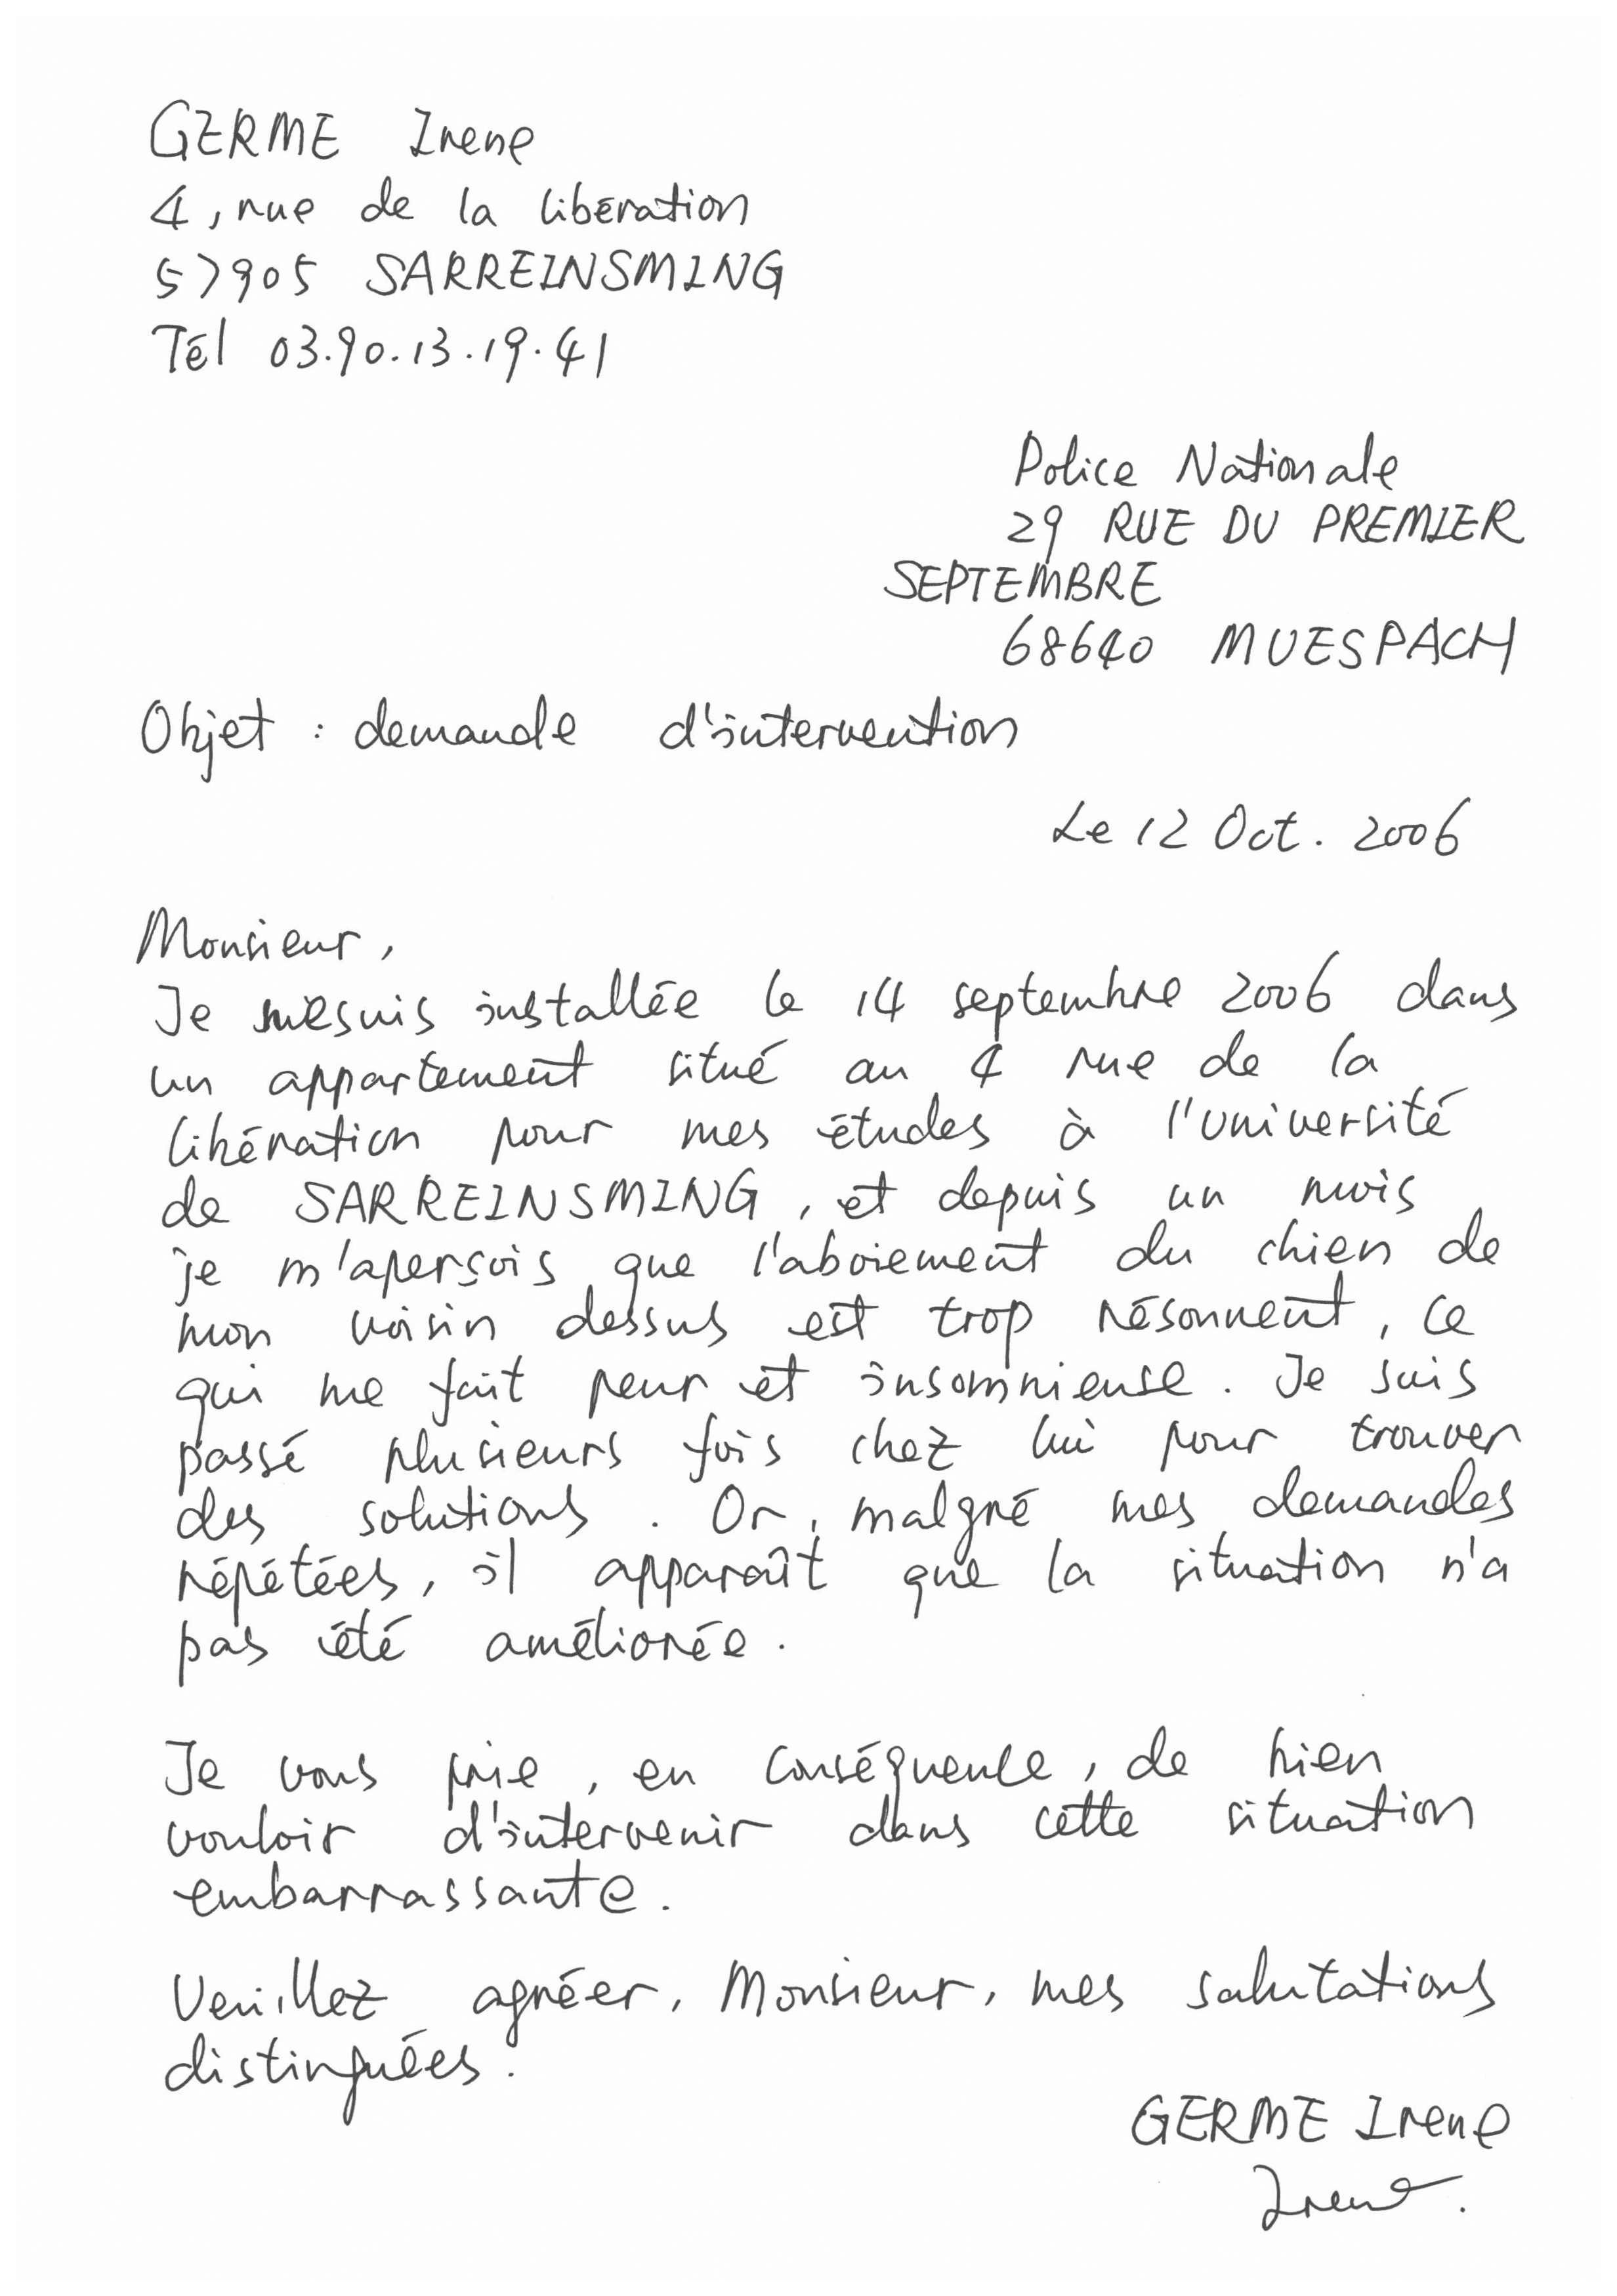 GERME Irene
4, rue de la libération
57905 SARREINSMING
Tél 03.90.13.19.41
Police Nationale
29 RUE DU PREMIER
SEPTEMBRE
68640 MUESPACH
Objet : demande d'intervention
Le 12 Oct. 2006
Monsieur,
Je me suis installée le 14 septembre 2006 dans
un appartement situé au 4 rue de la
libération pour mes études à l'université
de SARREINSMING, et depuis un mois
je m'aperçois que l'aboiement du chien de
mon voisin dessus est trop résonnent, ce
qui me fait peur et insomnieuse. Je suis
passé plusieurs fois chez lui pour trouver
des solutions. Or, malgré mes demandes
répétées, il apparaît que la situation n'a
pas été améliorée.
Je vous prie, en conséquence, de bien
vouloir d'intervenir dans cette situation
embarrassante.
Veuillez agréer, Monsieur, mes salutations
distinguées.
GERME Irene
Irene.